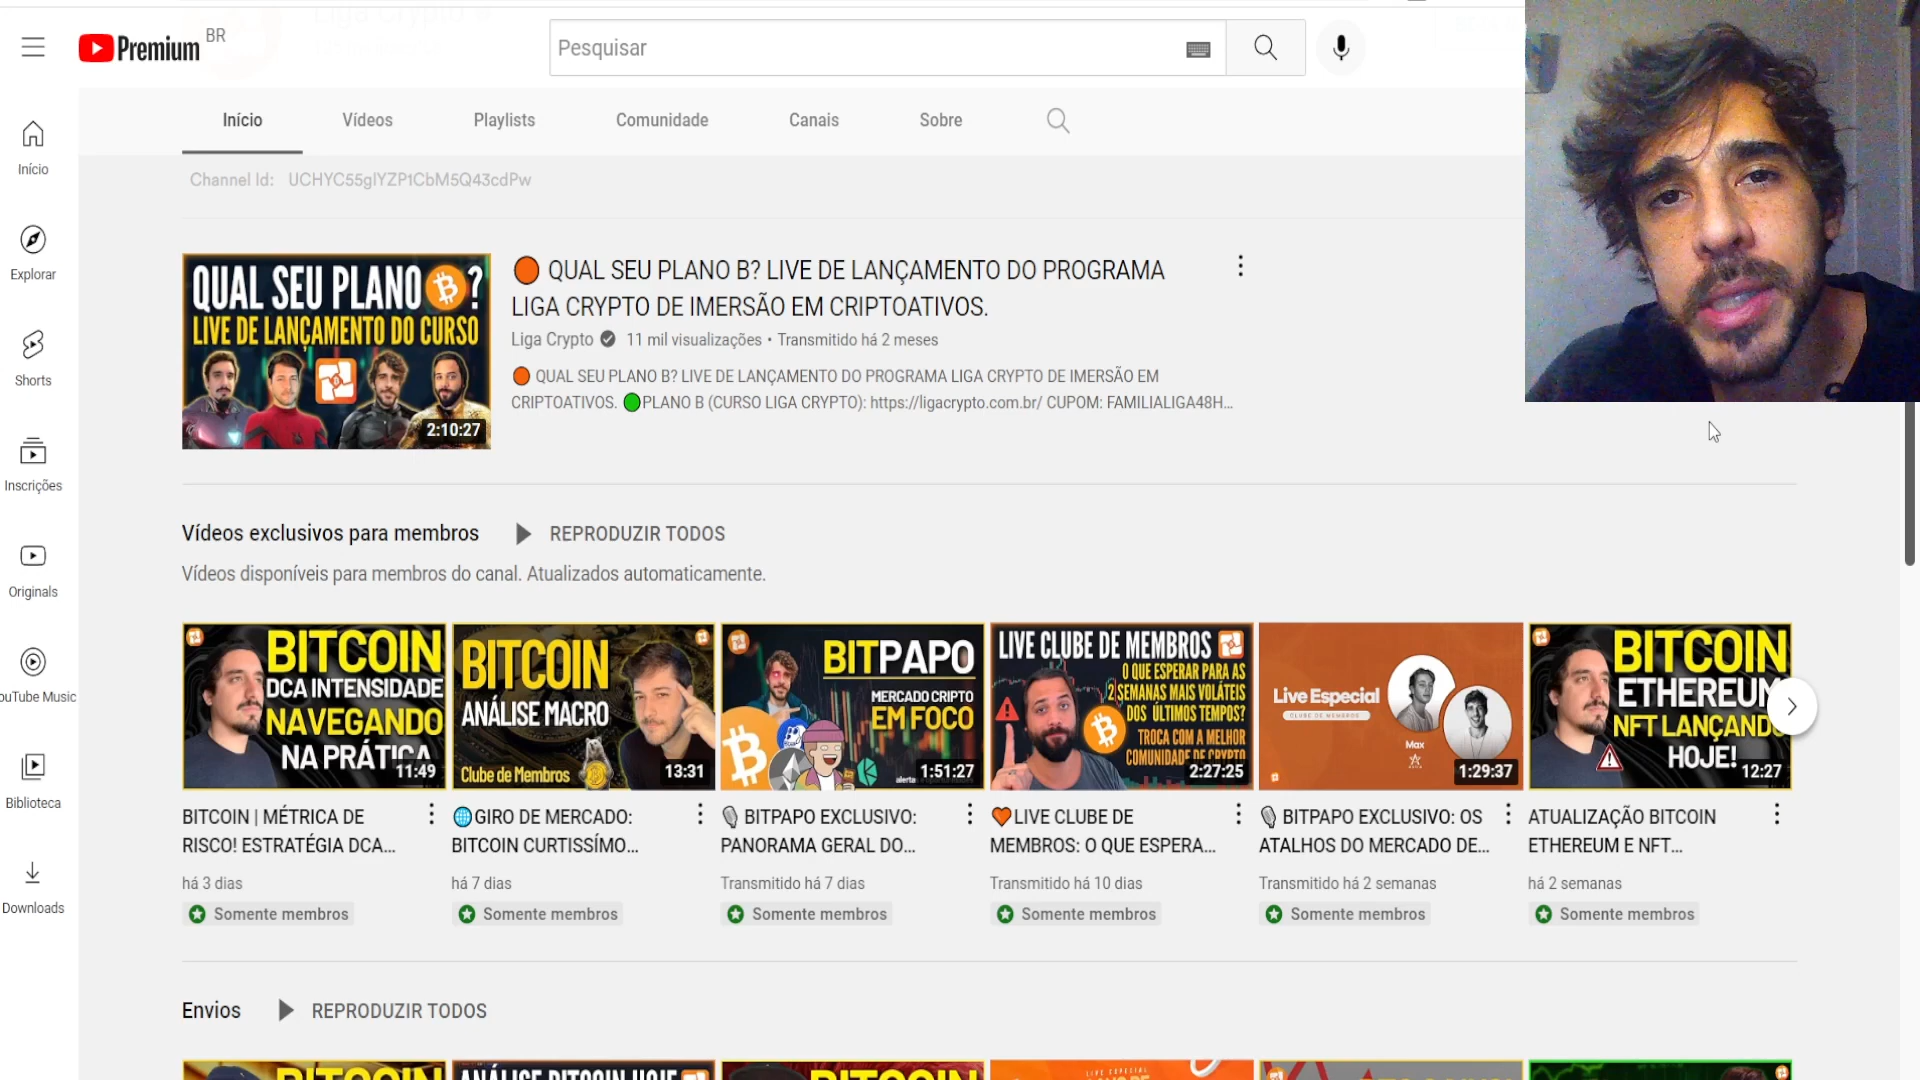 Premium BR
Pesquisar
Início Vídeos Playlists Comunidade Canais Sobre
Channel Id: UCHYC55glYZP1CbM5Q43cdPw
QUAL SEU PLANO ?
LIVE DE LANÇAMENTO DO CURSO
2:10:27
QUAL SEU PLANO B? LIVE DE LANÇAMENTO DO PROGRAMA
LIGA CRYPTO DE IMERSÃO EM CRIPTOATIVOS.
Liga Crypto 11 mil visualizações • Transmitido há 2 meses
QUAL SEU PLANO B? LIVE DE LANÇAMENTO DO PROGRAMA LIGA CRYPTO DE IMERSÃO EM
CRIPTOATIVOS. PLANO B (CURSO LIGA CRYPTO): https://ligacrypto.com.br/ CUPOM: FAMILIALIGA48H...
Início
Explorar
Shorts
Inscrições
Originals
ouTube Music
Biblioteca
Downloads
Vídeos exclusivos para membros REPRODUZIR TODOS
Vídeos disponíveis para membros do canal. Atualizados automaticamente.
BITCOIN
DCA INTENSIDADE
NAVEGANDO
NA PRÁTICA
11:49
BITCOIN | MÉTRICA DE
RISCO! ESTRATÉGIA DCA...
há 3 dias
Somente membros
BITCOIN
ANÁLISE MACRO
Clube de Membros
13:31
GIRO DE MERCADO:
BITCOIN CURTISSÍMO...
há 7 dias
Somente membros
BITPAPO
MERCADO CRIPTO
EM FOCO
alerta
1:51:27
BITPAPO EXCLUSIVO:
PANORAMA GERAL DO...
Transmitido há 7 dias
Somente membros
LIVE CLUBE DE MEMBROS
O QUE ESPERAR PARA AS
2 SEMANAS MAIS VOLÁTEIS
DOS ÚLTIMOS TEMPOS?
TROCA COM A MELHOR
COMUNIDADE DE CRYPTO
2:27:25
LIVE CLUBE DE
MEMBROS: O QUE ESPERA...
Transmitido há 10 dias
Somente membros
Live Especial
CLUBE DE MEMBROS
Max
1:29:37
BITPAPO EXCLUSIVO: OS
ATALHOS DO MERCADO DE...
Transmitido há 2 semanas
Somente membros
BITCOIN
ETHEREUM
NFT LANÇANDO
HOJE!
12:27
ATUALIZAÇÃO BITCOIN
ETHEREUM E NFT...
há 2 semanas
Somente membros
Envios REPRODUZIR TODOS
BITCOIN
ANÁLISE BITCOIN HOJE
BITCOIN
LIVE ESPECIAL